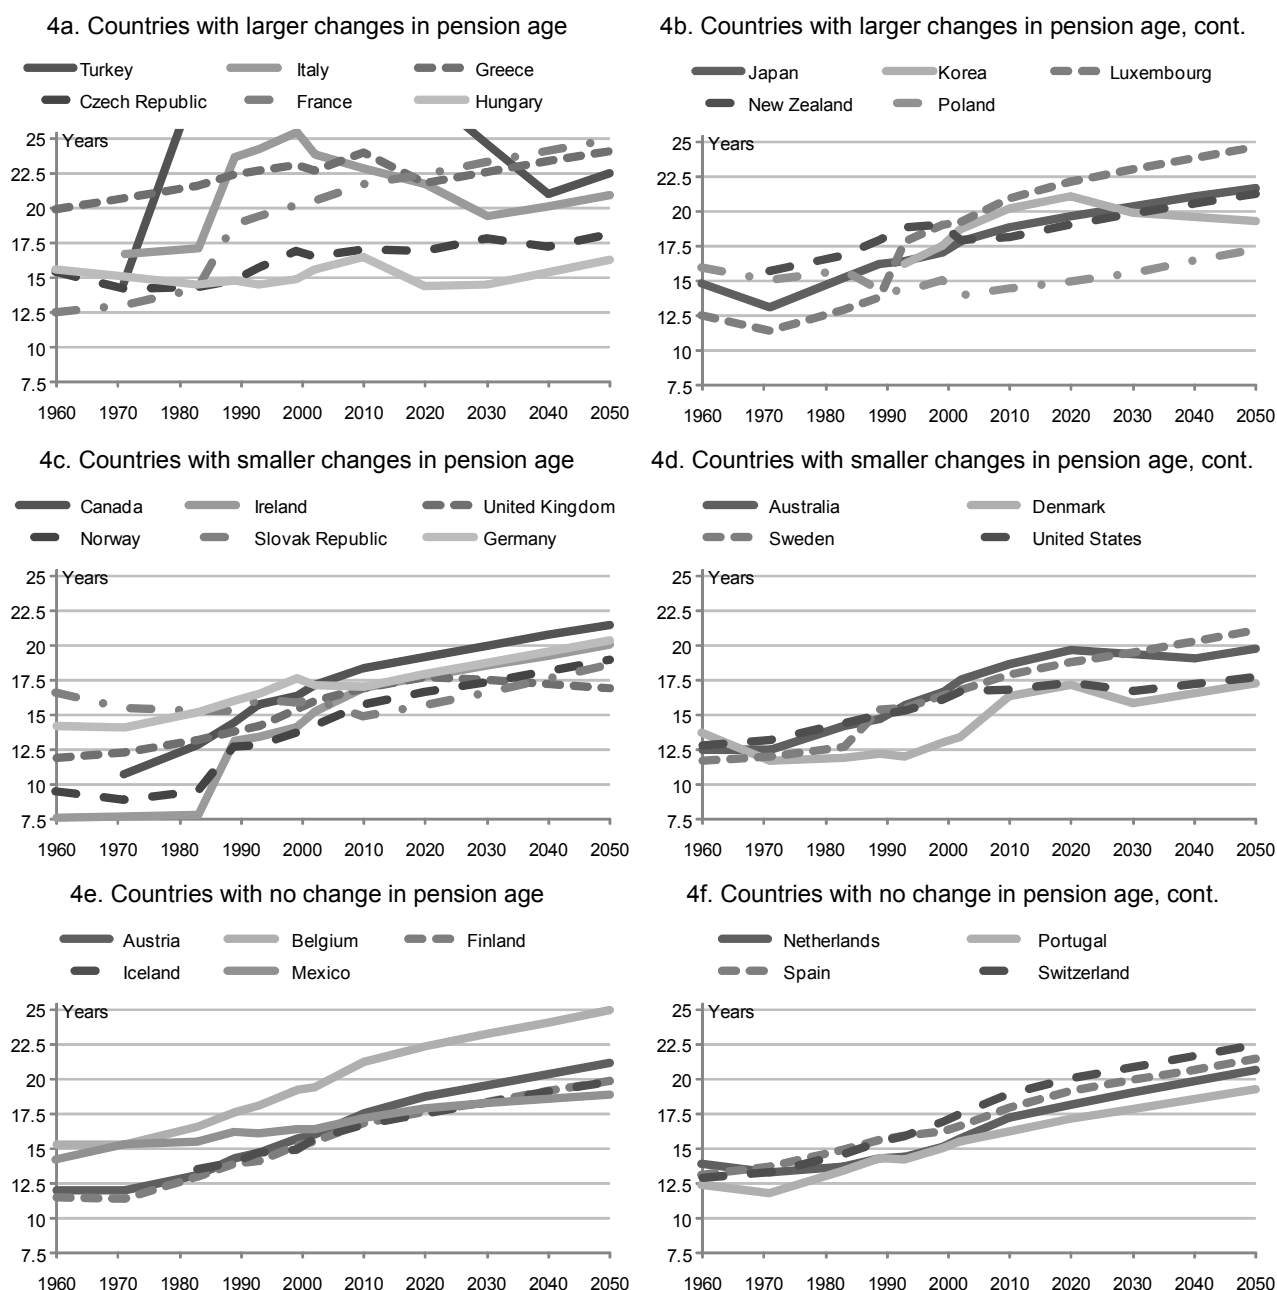 4a. Countries with larger changes in pension age
Turkey Italy Greece
Czech Republic France Hungary
Years
25
22.5
20
17.5
15
12.5
10
7.5
1960 1970 1980 1990 2000 2010 2020 2030 2040 2050
4b. Countries with larger changes in pension age, cont.
Japan Korea Luxembourg
New Zealand Poland
Years
25
22.5
20
17.5
15
12.5
10
7.5
1960 1970 1980 1990 2000 2010 2020 2030 2040 2050
4c. Countries with smaller changes in pension age
Canada Ireland United Kingdom
Norway Slovak Republic Germany
Years
25
22.5
20
17.5
15
12.5
10
7.5
1960 1970 1980 1990 2000 2010 2020 2030 2040 2050
4d. Countries with smaller changes in pension age, cont.
Australia Denmark
Sweden United States
Years
25
22.5
20
17.5
15
12.5
10
7.5
1960 1970 1980 1990 2000 2010 2020 2030 2040 2050
4e. Countries with no change in pension age
Austria Belgium Finland
Iceland Mexico
Years
25
22.5
20
17.5
15
12.5
10
7.5
1960 1970 1980 1990 2000 2010 2020 2030 2040 2050
4f. Countries with no change in pension age, cont.
Netherlands Portugal
Spain Switzerland
Years
25
22.5
20
17.5
15
12.5
10
7.5
1960 1970 1980 1990 2000 2010 2020 2030 2040 2050